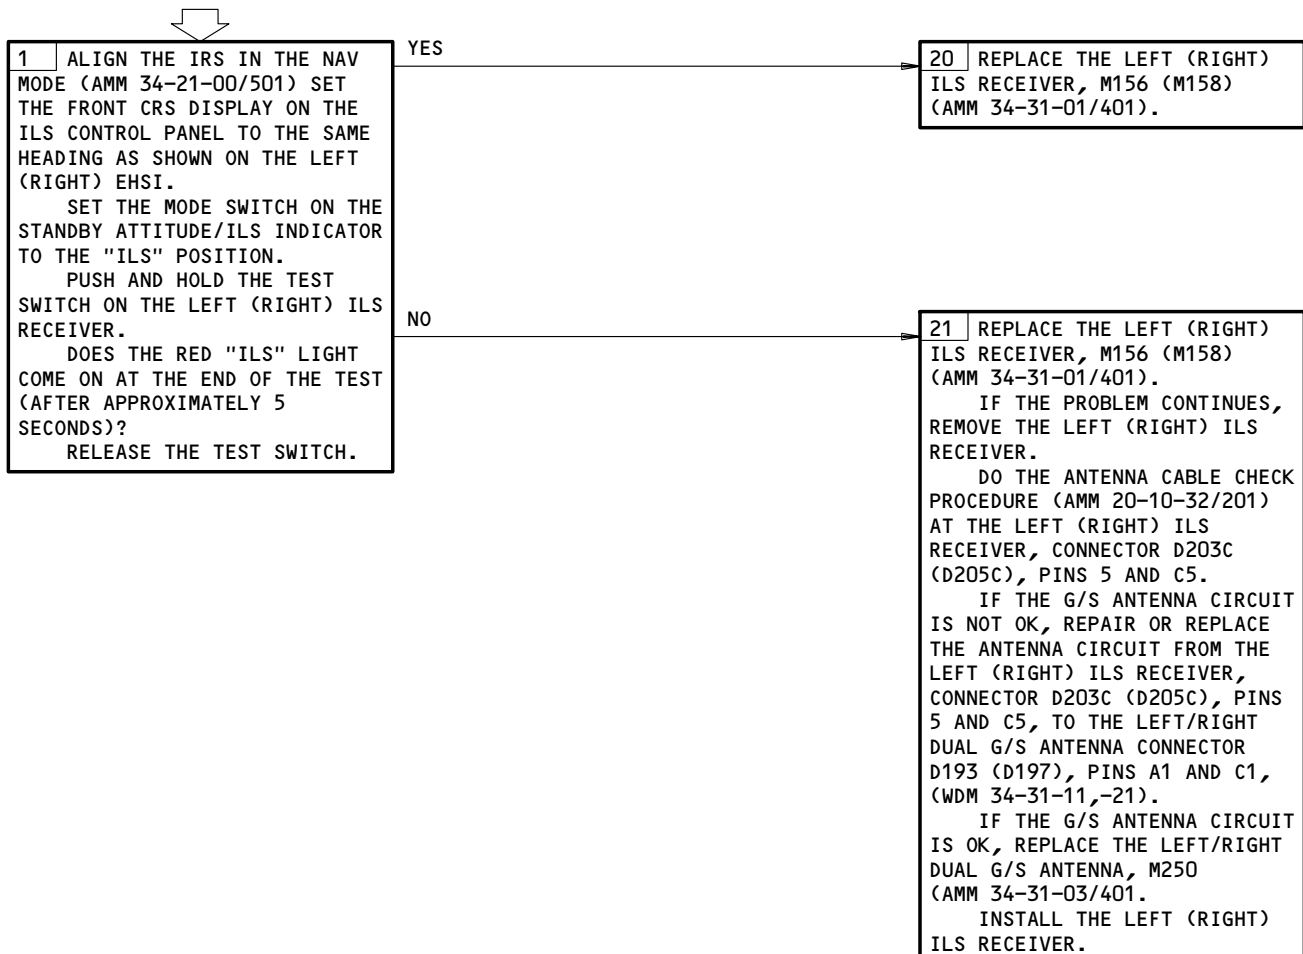 1 ALIGN THE IRS IN THE NAV
MODE (AMM 34-21-00/501) SET
THE FRONT CRS DISPLAY ON THE
ILS CONTROL PANEL TO THE SAME
HEADING AS SHOWN ON THE LEFT
(RIGHT) EHSI.
SET THE MODE SWITCH ON THE
STANDBY ATTITUDE/ILS INDICATOR
TO THE "ILS" POSITION.
PUSH AND HOLD THE TEST
SWITCH ON THE LEFT (RIGHT) ILS
RECEIVER.
DOES THE RED "ILS" LIGHT
COME ON AT THE END OF THE TEST
(AFTER APPROXIMATELY 5
SECONDS)?
RELEASE THE TEST SWITCH.
YES
20 REPLACE THE LEFT (RIGHT)
ILS RECEIVER, M156 (M158)
(AMM 34-31-01/401).
NO
21 REPLACE THE LEFT (RIGHT)
ILS RECEIVER, M156 (M158)
(AMM 34-31-01/401).
IF THE PROBLEM CONTINUES,
REMOVE THE LEFT (RIGHT) ILS
RECEIVER.
DO THE ANTENNA CABLE CHECK
PROCEDURE (AMM 20-10-32/201)
AT THE LEFT (RIGHT) ILS
RECEIVER, CONNECTOR D203C
(D205C), PINS 5 AND C5.
IF THE G/S ANTENNA CIRCUIT
IS NOT OK, REPAIR OR REPLACE
THE ANTENNA CIRCUIT FROM THE
LEFT (RIGHT) ILS RECEIVER,
CONNECTOR D203C (D205C), PINS
5 AND C5, TO THE LEFT/RIGHT
DUAL G/S ANTENNA CONNECTOR
D193 (D197), PINS A1 AND C1,
(WDM 34-31-11,-21).
IF THE G/S ANTENNA CIRCUIT
IS OK, REPLACE THE LEFT/RIGHT
DUAL G/S ANTENNA, M250
(AMM 34-31-03/401.
INSTALL THE LEFT (RIGHT)
ILS RECEIVER.